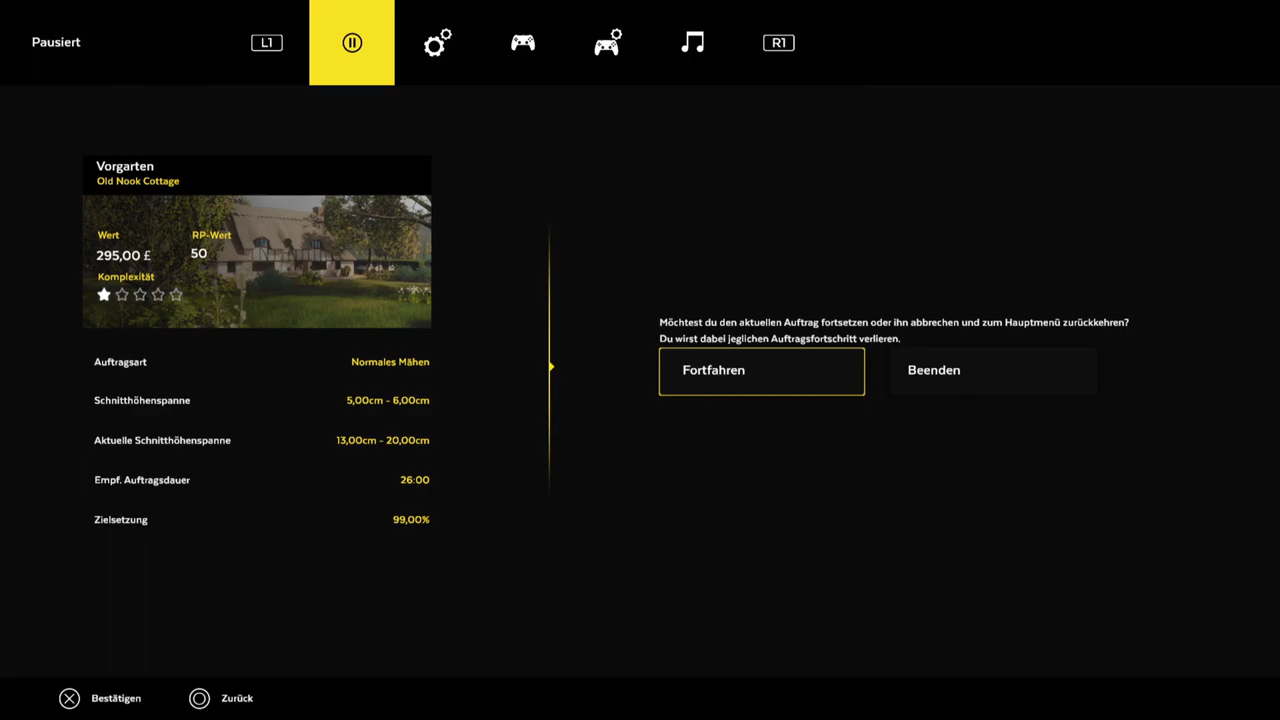 Pausiert
L1
R1
Vorgarten
Old Nook Cottage
Wert
RP-Wert
295,00 £
50
Komplexität
Auftragsart
Normales Mähen
Schnitthöhenspanne
5,00cm - 6,00cm
Aktuelle Schnitthöhenspanne
13,00cm - 20,00cm
Empf. Auftragsdauer
26:00
Zielsetzung
99,00%
Möchtest du den aktuellen Auftrag fortsetzen oder ihn abbrechen und zum Hauptmenü zurückkehren?
Du wirst dabei jeglichen Auftragsfortschritt verlieren.
Fortfahren
Beenden
Bestätigen
Zurück